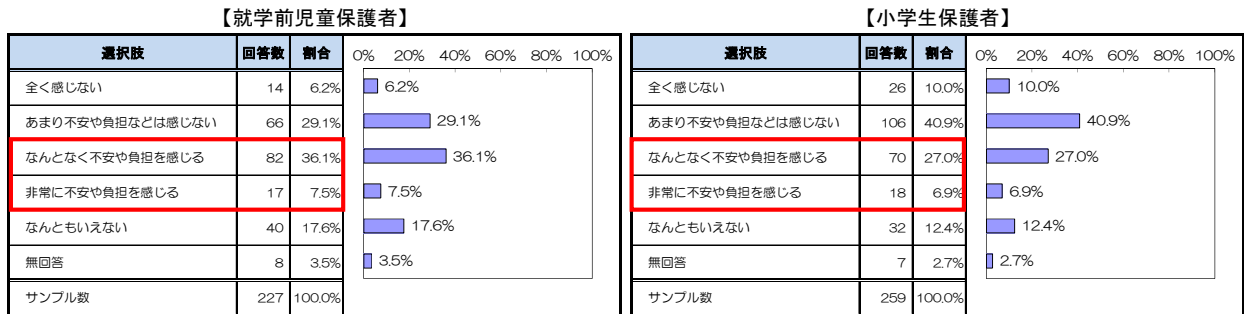 【就学前児童保護者】
選択肢 回答数 割合 0% 20% 40% 60% 80% 100%
全く感じない 14 6.2% 6.2%
あまり不安や負担などは感じない 66 29.1% 29.1%
なんとなく不安や負担を感じる 82 36.1% 36.1%
非常に不安や負担を感じる 17 7.5% 7.5%
なんともいえない 40 17.6% 17.6%
無回答 8 3.5% 3.5%
サンプル数 227 100.0%
【小学生保護者】
選択肢 回答数 割合 0% 20% 40% 60% 80% 100%
全く感じない 26 10.0% 10.0%
あまり不安や負担などは感じない 106 40.9% 40.9%
なんとなく不安や負担を感じる 70 27.0% 27.0%
非常に不安や負担を感じる 18 6.9% 6.9%
なんともいえない 32 12.4% 12.4%
無回答 7 2.7% 2.7%
サンプル数 259 100.0%